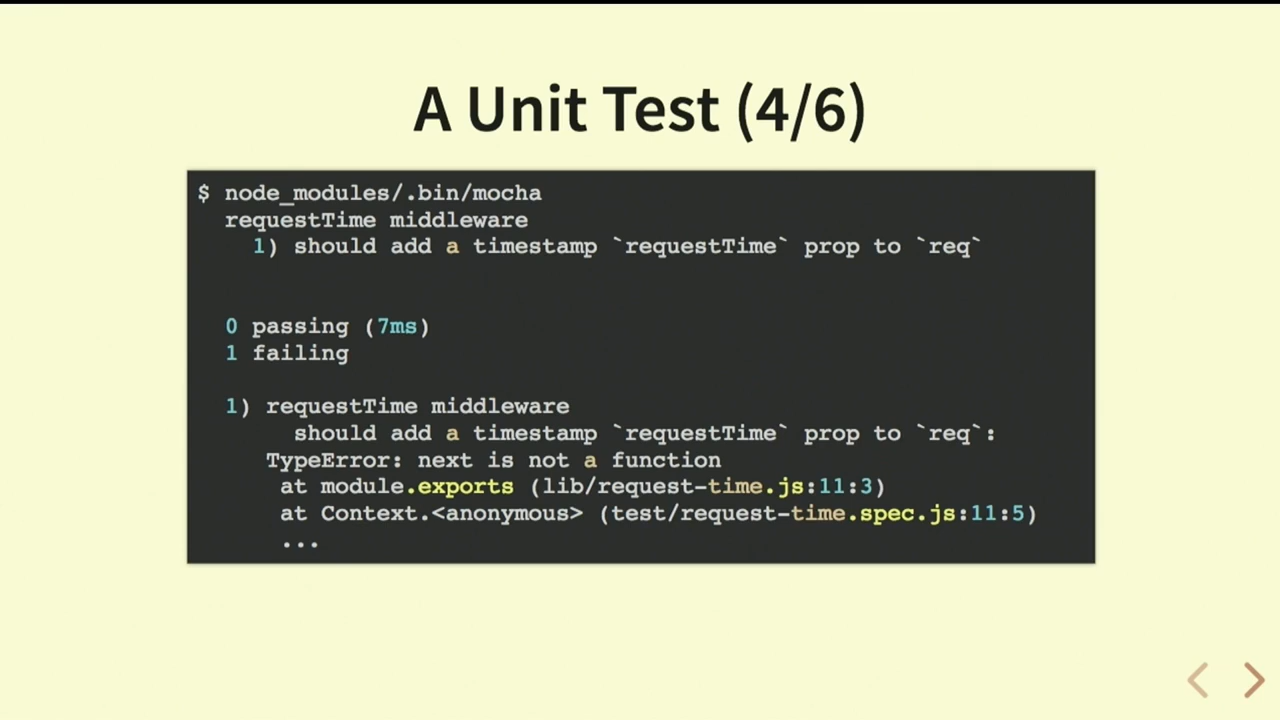 A Unit Test (4/6)
$ node_modules/.bin/mocha
requestTime middleware
1) should add a timestamp `requestTime` prop to `req`
0 passing (7ms)
1 failing
1) requestTime middleware
should add a timestamp `requestTime` prop to `req`:
TypeError: next is not a function
at module.exports (lib/request-time.js:11:3)
at Context.<anonymous> (test/request-time.spec.js:11:5)
...